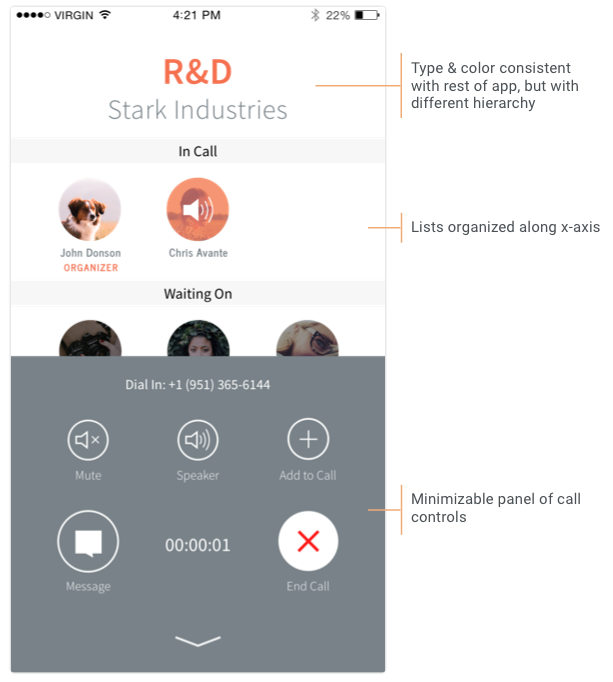 VIRGIN 4:21 PM 22%
R&D
Stark Industries
In Call
John Donson Chris Avante
ORGANIZER
Waiting On
Dial In: +1 (951) 365-6144
Mute Speaker Add to Call
00:00:01
Message End Call
Type & color consistent
with rest of app, but with
different hierarchy
Lists organized along x-axis
Minimizable panel of call
controls